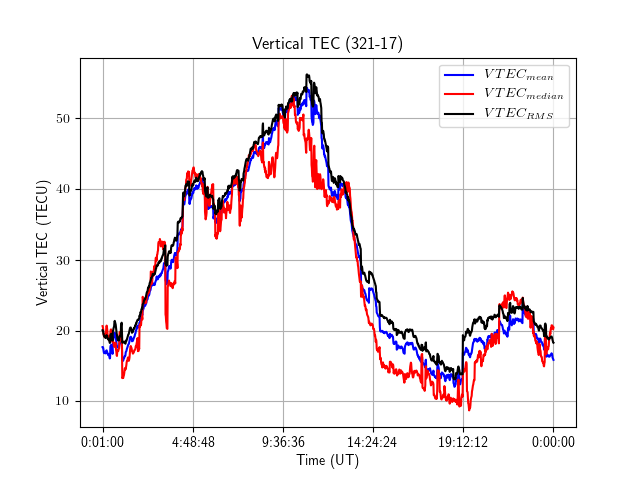 Vertical TEC (321-17)
VTEC_mean
VTEC_median
VTEC_RMS
Vertical TEC (TECU)
50
40
30
20
10
0:01:00 4:48:48 9:36:36 14:24:24 19:12:12 0:00:00
Time (UT)